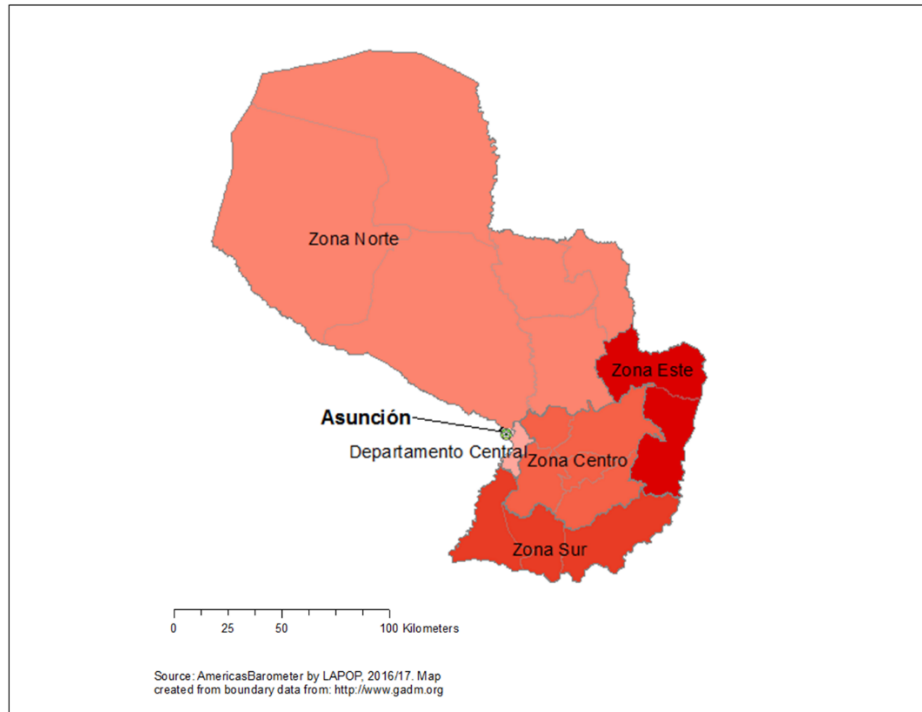 Zona Norte
Zona Este
Asunción
Departamento Central
Zona Centro
Zona Sur
0 25 50 100 Kilometers
Source: AmericasBarometer by LAPOP, 2016/17. Map
created from boundary data from: http://www.gadm.org